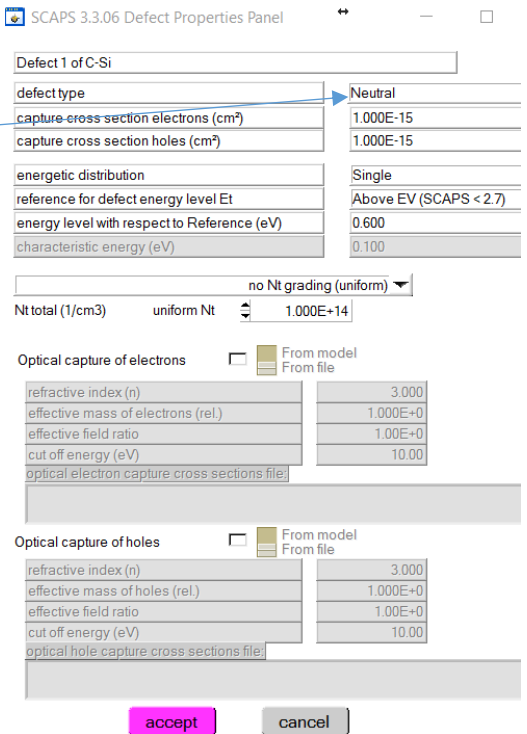 SCAPS 3.3.06 Defect Properties Panel
Defect 1 of C-Si
defect type Neutral
capture cross section electrons (cm²) 1.000E-15
capture cross section holes (cm²) 1.000E-15
energetic distribution Single
reference for defect energy level Et Above EV (SCAPS < 2.7)
energy level with respect to Reference (eV) 0.600
characteristic energy (eV) 0.100
no Nt grading (uniform)
Nt total (1/cm3) uniform Nt 1.000E+14
Optical capture of electrons From model
From file
refractive index (n) 3.000
effective mass of electrons (rel.) 1.000E+0
effective field ratio 1.00E+0
cut off energy (eV) 10.00
optical electron capture cross sections file:
Optical capture of holes From model
From file
refractive index (n) 3.000
effective mass of holes (rel.) 1.000E+0
effective field ratio 1.00E+0
cut off energy (eV) 10.00
optical hole capture cross sections file:
accept cancel